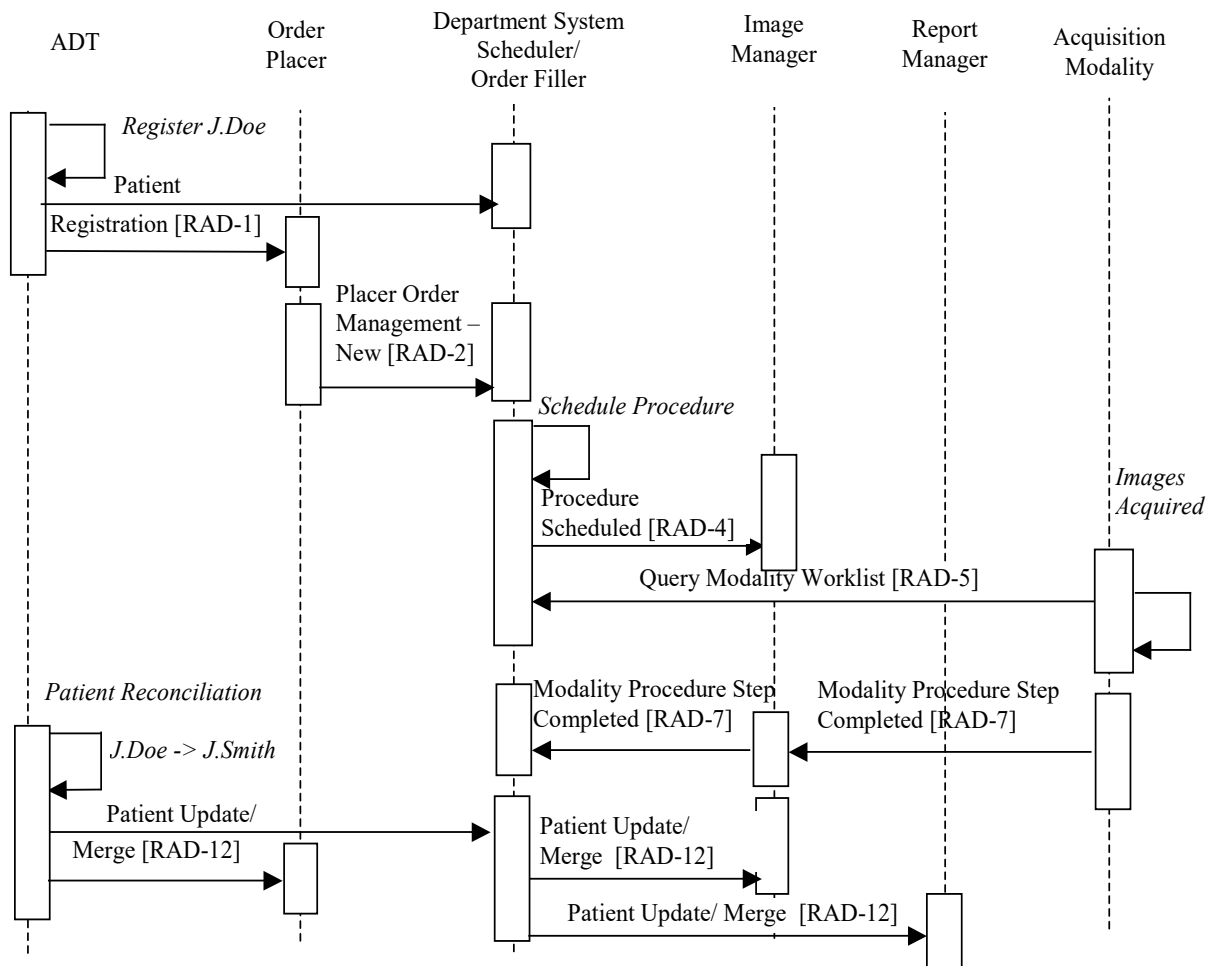 ADT
Order
Placer
Department System
Scheduler/
Order Filler
Image
Manager
Report
Manager
Acquisition
Modality
Register J.Doe
Patient
Registration [RAD-1]
Placer Order
Management –
New [RAD-2]
Schedule Procedure
Procedure
Scheduled [RAD-4]
Images
Acquired
Query Modality Worklist [RAD-5]
Patient Reconciliation
J.Doe -> J.Smith
Modality Procedure Step
Completed [RAD-7]
Modality Procedure Step
Completed [RAD-7]
Patient Update/
Merge [RAD-12]
Patient Update/
Merge [RAD-12]
Patient Update/ Merge [RAD-12]